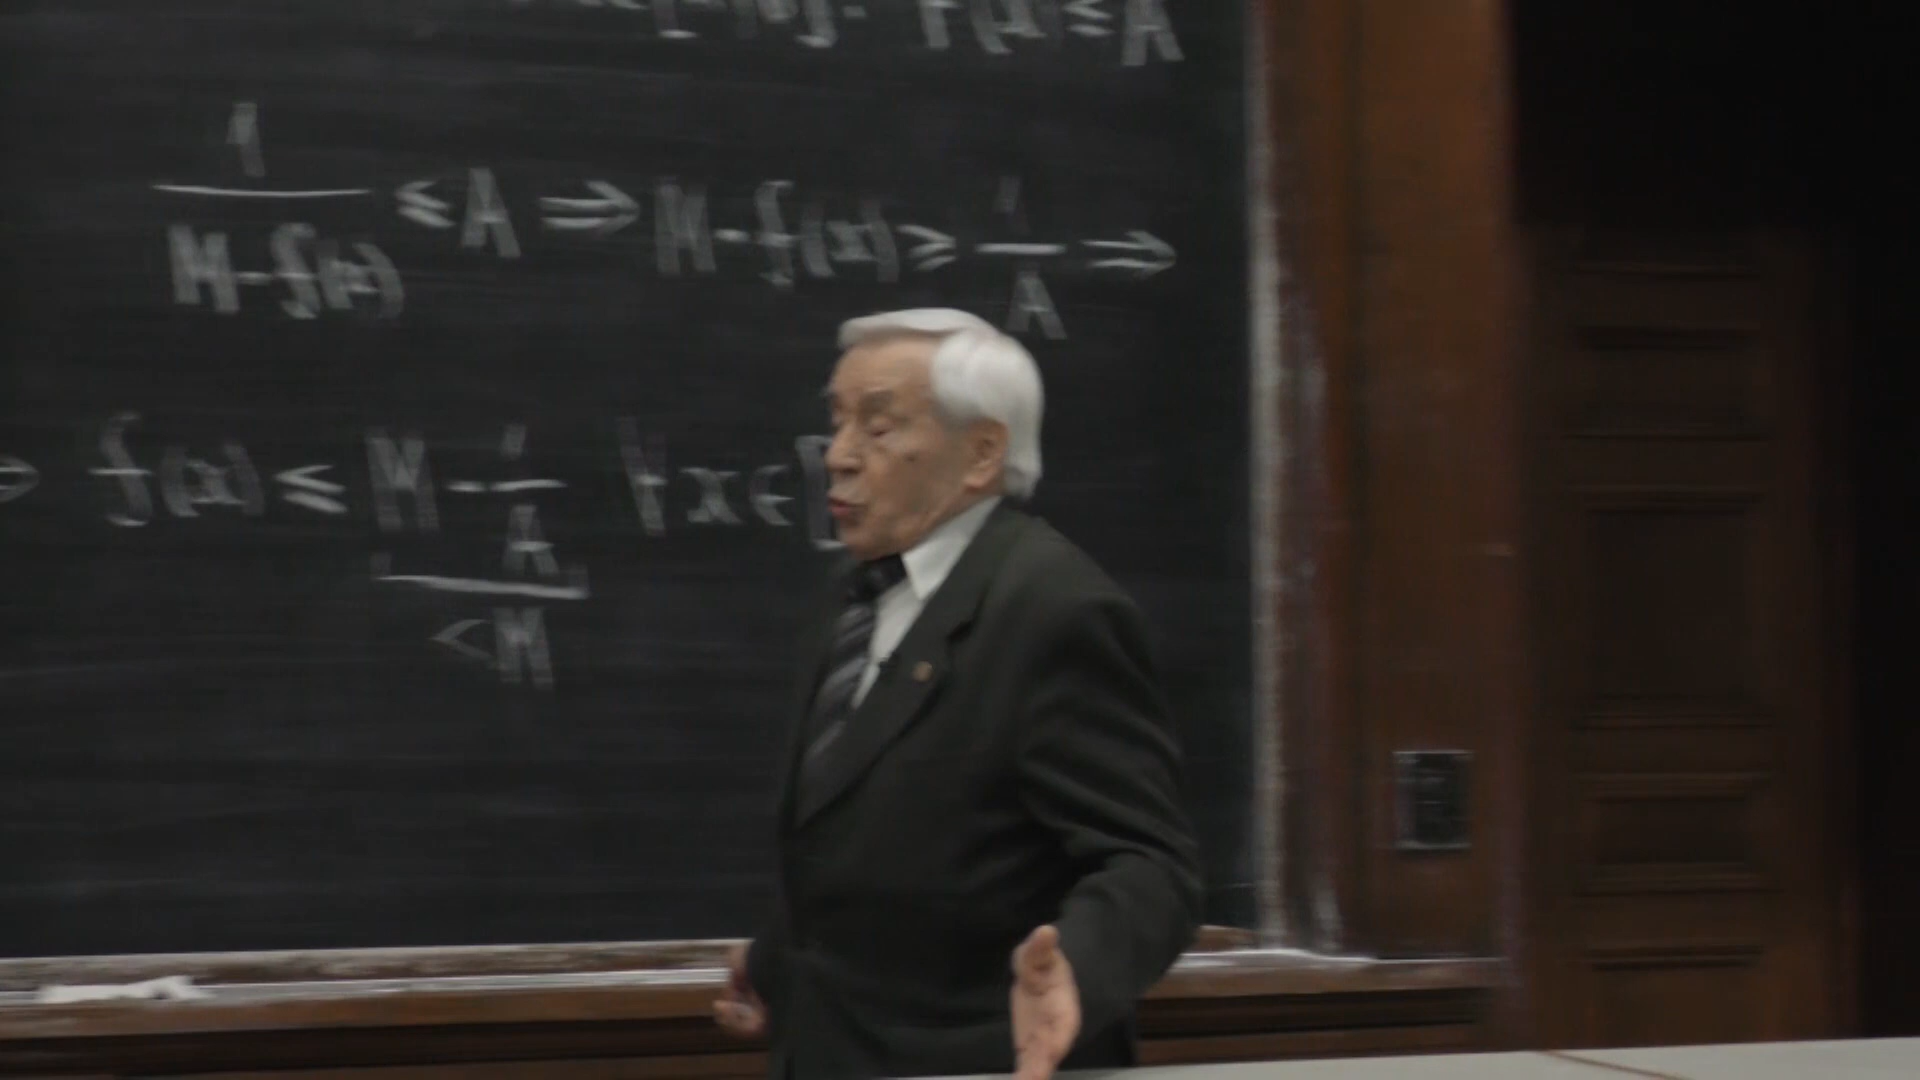 F(x) ≤ A
1/(M-f(x)) ≤ A ⇒ M-f(x) ≥ 1/A ⇒
⇒ f(x) ≤ M - 1/A ∀x∈[
< M